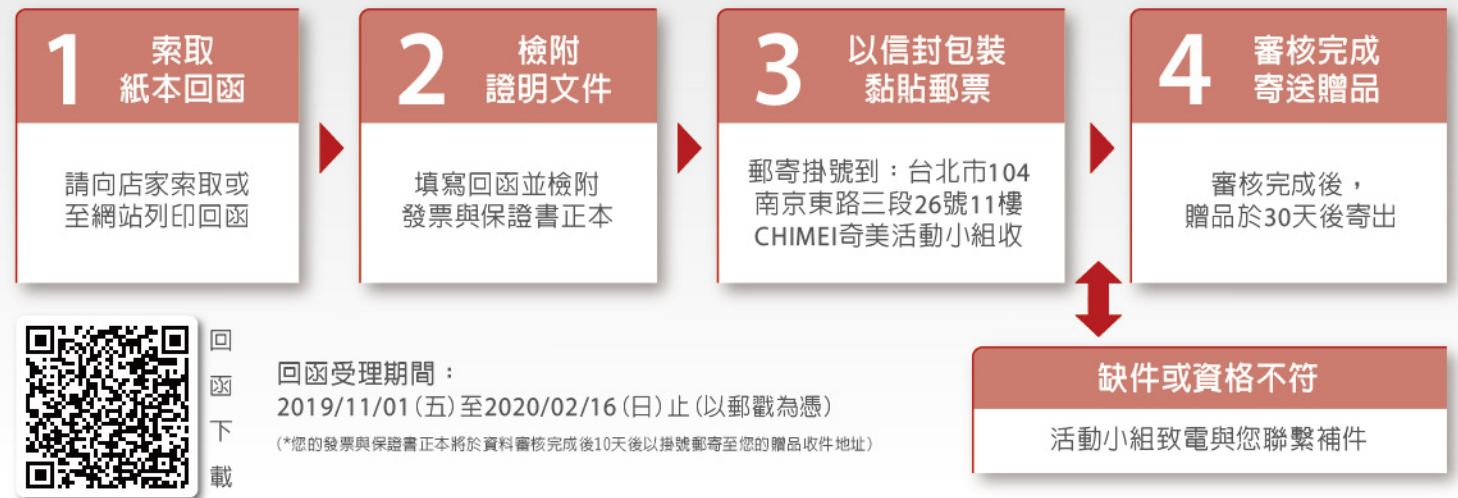 1
索取
紙本回函
請向店家索取或
至網站列印回函
2
檢附
證明文件
填寫回函並檢附
發票與保證書正本
3
以信封包裝
黏貼郵票
郵寄掛號到：台北市104
南京東路三段26號11樓
CHIMEI奇美活動小組收
4
審核完成
寄送贈品
審核完成後，
贈品於30天後寄出
回函下載
回函受理期間：
2019/11/01(五)至2020/02/16(日)止(以郵戳為憑)
(*您的發票與保證書正本將於資料審核完成後10天後以掛號郵寄至您的贈品收件地址)
缺件或資格不符
活動小組致電與您聯繫補件